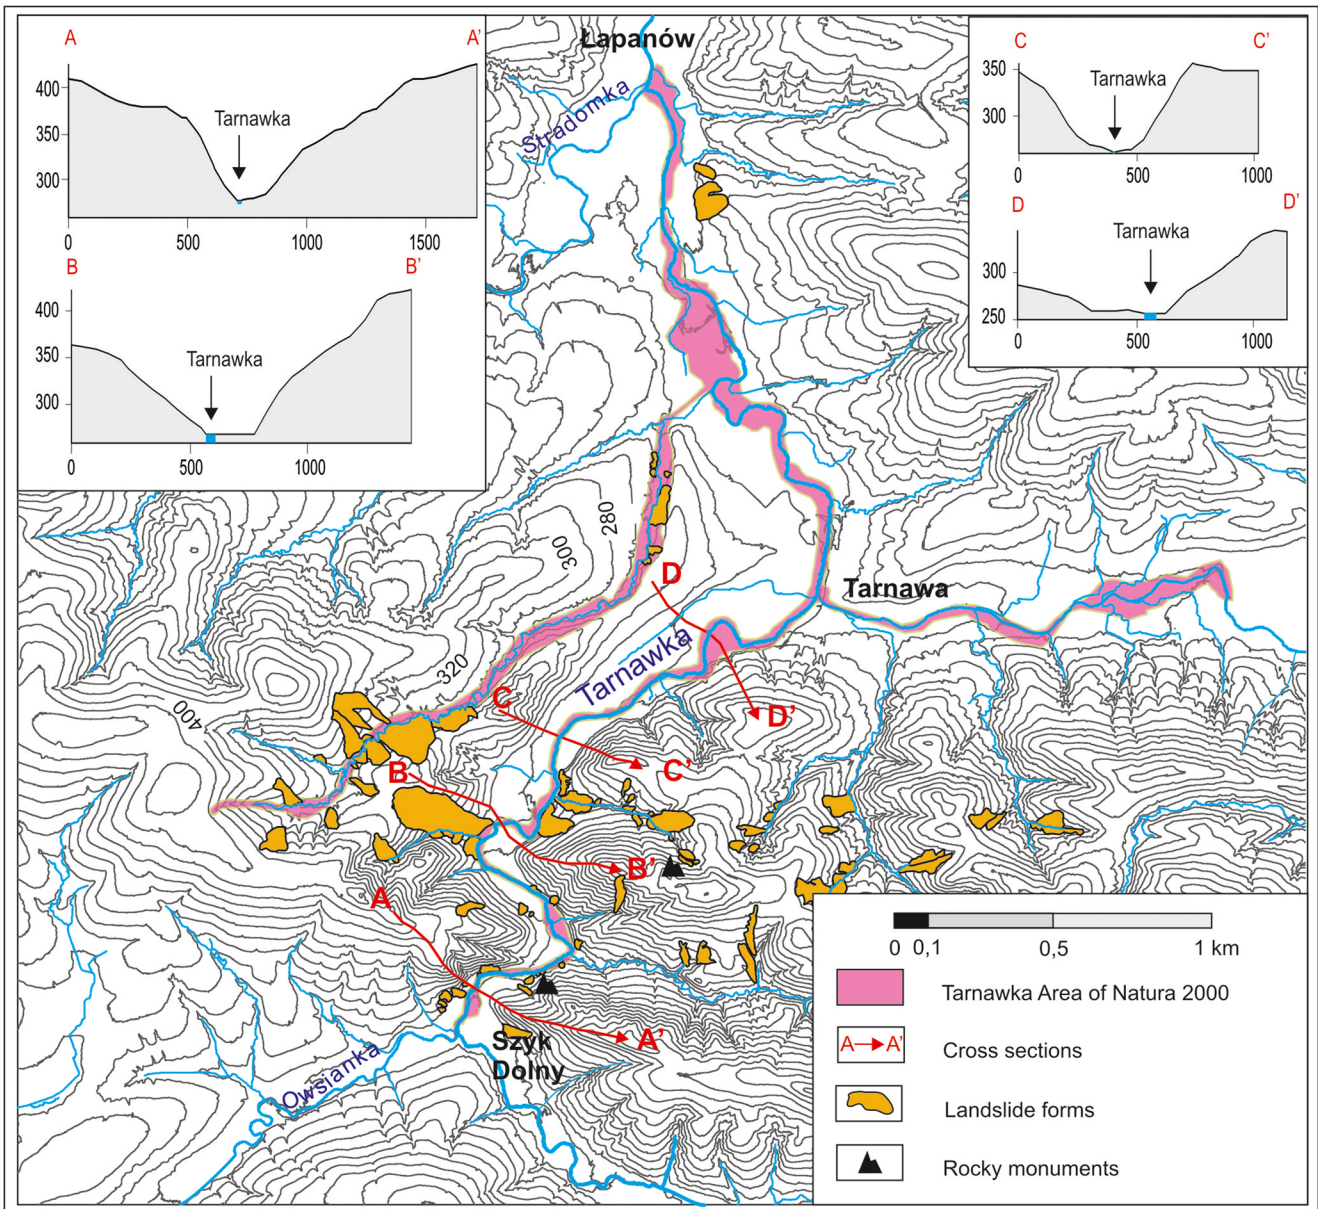 A
A'
400
350
300
Tarnawka
0
500
1000
1500
B
B'
400
350
300
Tarnawka
0
500
1000
C
C'
350
300
Tarnawka
0
500
1000
D
D'
300
250
Tarnawka
0
500
1000
Łapanów
Stradomka
280
300
D
Tarnawa
Tarnawka
320
C
400
D'
C'
B
B'
A
A'
Szyk
Dolny
Owsianka
0
0,1
0,5
1 km
Tarnawka Area of Natura 2000
A A'
Cross sections
Landslide forms
Rocky monuments